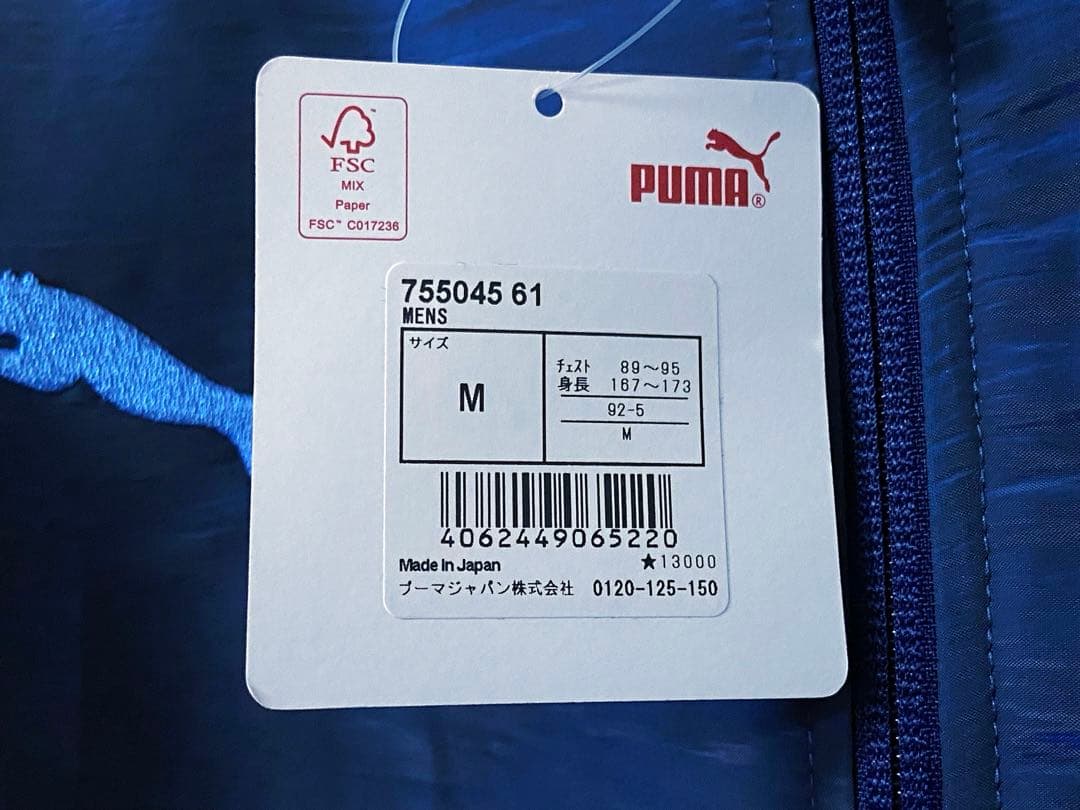 FSC
MIX
Paper
FSC™ C017236
PUMA®
755045 61
MENS
サイズ
M
チェスト 89～95
身長 167～173
92-5
M
4062449065220
Made in Japan
★13000
プーマジャパン株式会社 0120-125-150